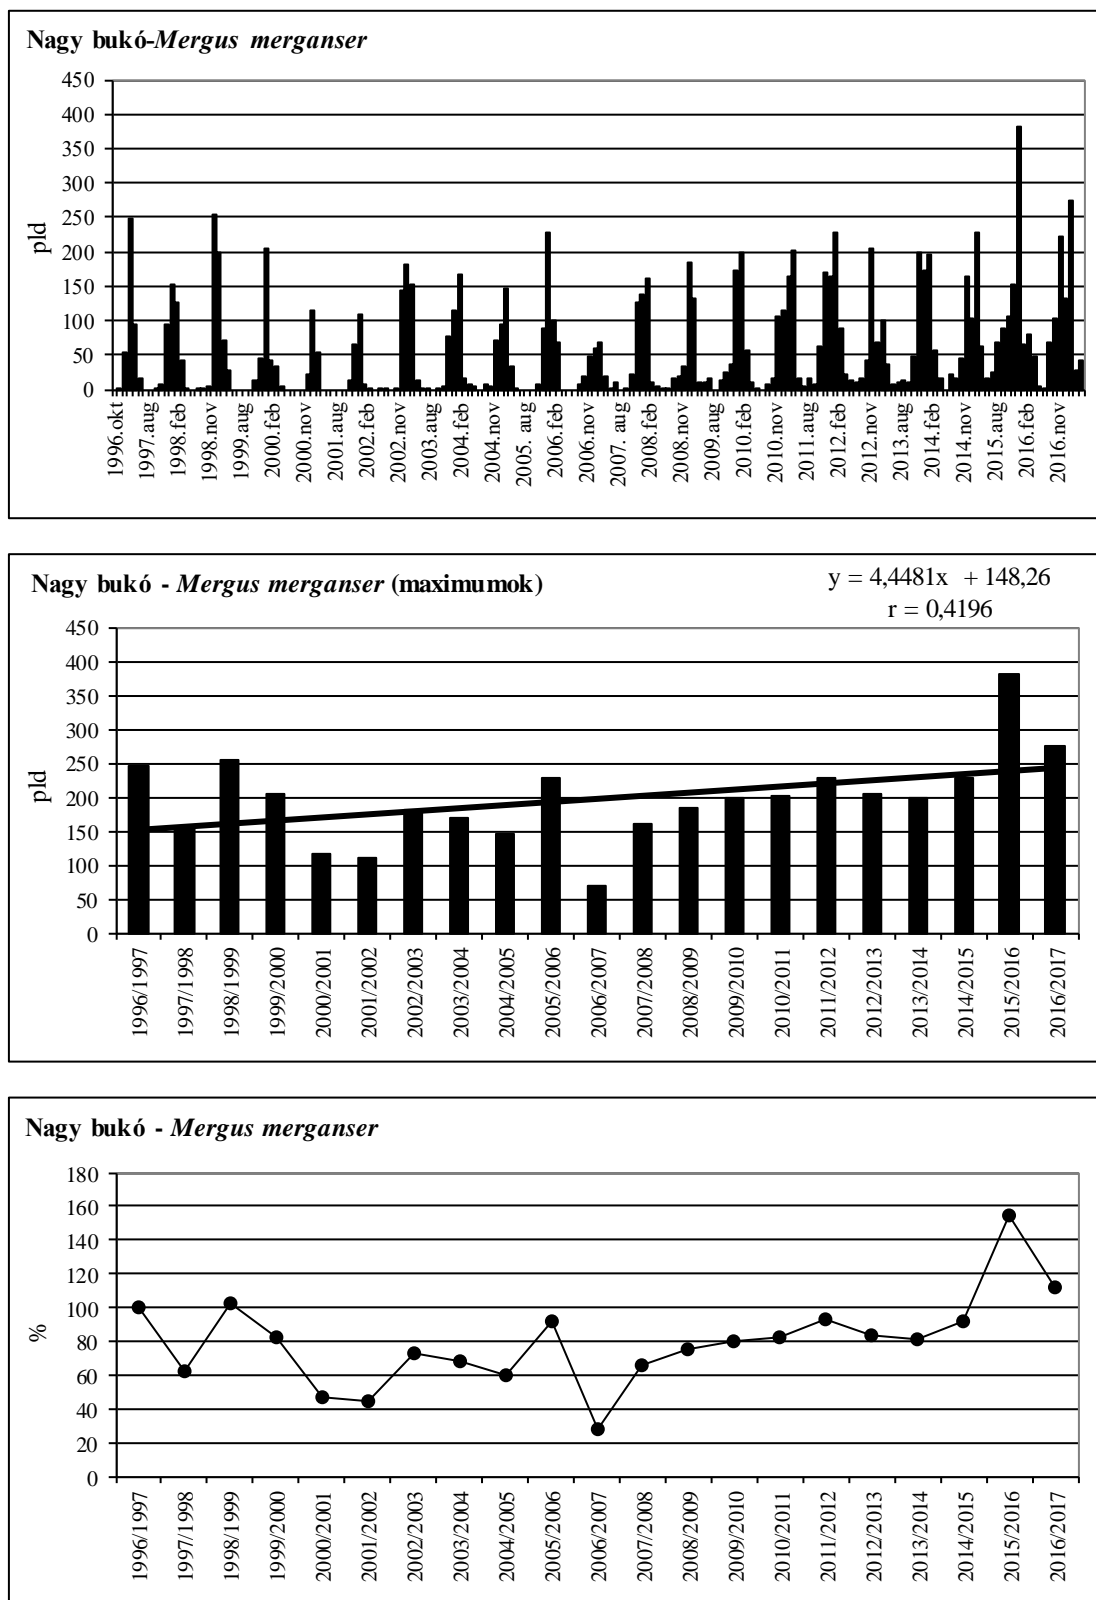 Nagy bukó-Mergus merganser
450
400
350
300
250
200
150
100
50
0
pld
1996.okt
1997.aug
1998.feb
1998.nov
1999.aug
2000.feb
2000.nov
2001.aug
2002.feb
2002.nov
2003.aug
2004.feb
2004.nov
2005. aug
2006.feb
2006.nov
2007. aug
2008.feb
2008.nov
2009.aug
2010.feb
2010.nov
2011.aug
2012.feb
2012.nov
2013.aug
2014.feb
2014.nov
2015.aug
2016.feb
2016.nov
Nagy bukó - Mergus merganser (maximumok)
y = 4,4481x + 148,26
r = 0,4196
450
400
350
300
250
200
150
100
50
0
pld
1996/1997
1997/1998
1998/1999
1999/2000
2000/2001
2001/2002
2002/2003
2003/2004
2004/2005
2005/2006
2006/2007
2007/2008
2008/2009
2009/2010
2010/2011
2011/2012
2012/2013
2013/2014
2014/2015
2015/2016
2016/2017
Nagy bukó - Mergus merganser
180
160
140
120
100
80
60
40
20
0
%
1996/1997
1997/1998
1998/1999
1999/2000
2000/2001
2001/2002
2002/2003
2003/2004
2004/2005
2005/2006
2006/2007
2007/2008
2008/2009
2009/2010
2010/2011
2011/2012
2012/2013
2013/2014
2014/2015
2015/2016
2016/2017